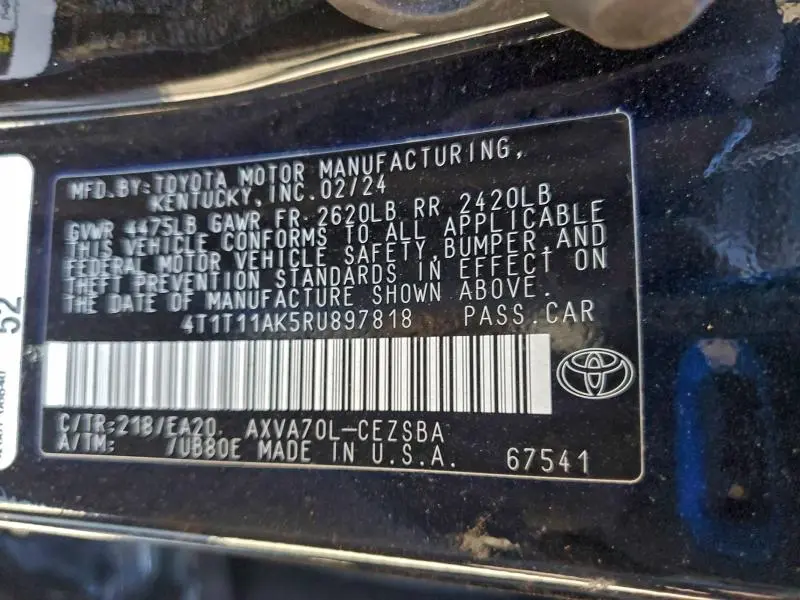 MFD. BY: TOYOTA MOTOR MANUFACTURING,
KENTUCKY, INC. 02/24
GVWR 4475LB GAWR FR 2620LB RR 2420LB
THIS VEHICLE CONFORMS TO ALL APPLICABLE
FEDERAL MOTOR VEHICLE SAFETY, BUMPER, AND
THEFT PREVENTION STANDARDS IN EFFECT ON
THE DATE OF MANUFACTURE SHOWN ABOVE.
4T1T11AK5RU897818 PASS.CAR
C/TR:218/EA20. AXVA70L-CEZSBA
A/TM: /UB80E MADE IN U.S.A. 67541
52